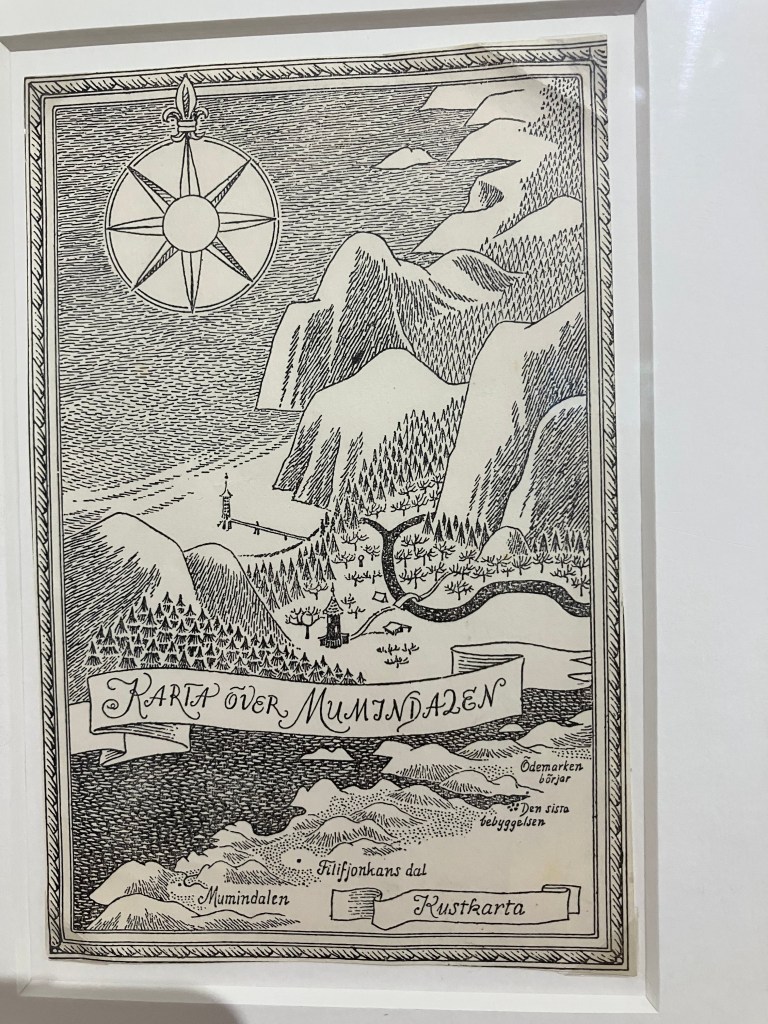 KARTA ÖVER MUMINDALEN
Ödemarken
börjar
Den sista
bebyggelsen
Filifjonkans dal
Mumindalen
Kustkarta